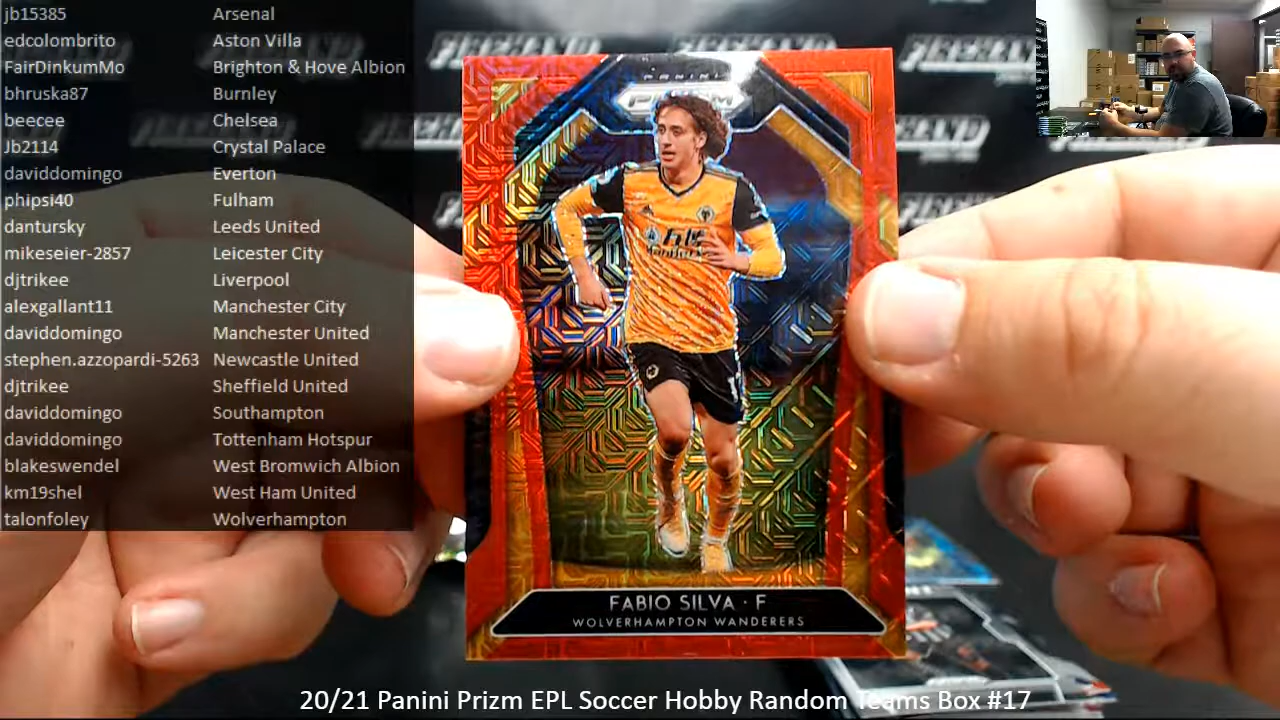 jb15385 Arsenal
edcolombrito Aston Villa
FairDinkumMo Brighton & Hove Albion
bhruska87 Burnley
beecee Chelsea
Jb2114 Crystal Palace
daviddomingo Everton
phipsi40 Fulham
dantursky Leeds United
mikeseier-2857 Leicester City
djtrikee Liverpool
alexgallant11 Manchester City
daviddomingo Manchester United
stephen.azzopardi-5263 Newcastle United
djtrikee Sheffield United
daviddomingo Southampton
daviddomingo Tottenham Hotspur
blakeswendel West Bromwich Albion
km19shel West Ham United
talonfoley Wolverhampton
PANINI
PRIZM
FABIO SILVA · F
WOLVERHAMPTON WANDERERS
20/21 Panini Prizm EPL Soccer Hobby Random Teams Box #17